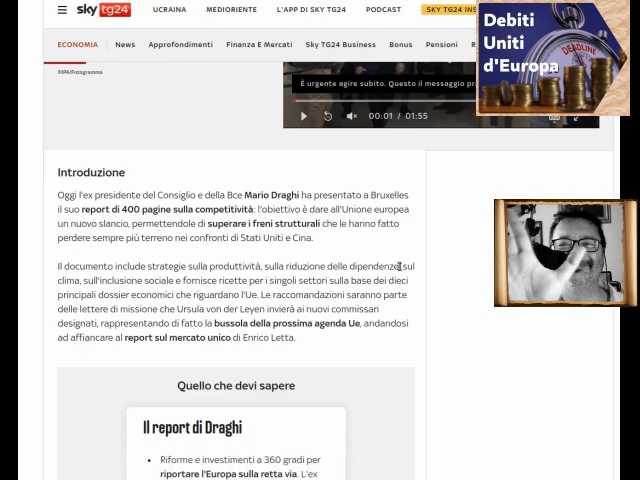 sky tg24
UCRAINA MEDIORIENTE L'APP DI SKY TG24 PODCAST SKY TG24 INS
ECONOMIA News Approfondimenti Finanza E Mercati Sky TG24 Business Bonus Pensioni R
©IPA/Fotogramma
È urgente agire subito. Questo il messaggio pr
00:01 / 01:55
Debiti
Uniti
d'Europa
DEADLINE
Introduzione
Oggi l'ex presidente del Consiglio e della Bce Mario Draghi ha presentato a Bruxelles
il suo report di 400 pagine sulla competitività: l'obiettivo è dare all'Unione europea
un nuovo slancio, permettendole di superare i freni strutturali che le hanno fatto
perdere sempre più terreno nei confronti di Stati Uniti e Cina.
Il documento include strategie sulla produttività, sulla riduzione delle dipendenze, sul
clima, sull'inclusione sociale e fornisce ricette per i singoli settori sulla base dei dieci
principali dossier economici che riguardano l'Ue. Le raccomandazioni saranno parte
delle lettere di missione che Ursula von der Leyen invierà ai nuovi commissari
designati, rappresentando di fatto la bussola della prossima agenda Ue, andandosi
ad affiancare al report sul mercato unico di Enrico Letta.
Quello che devi sapere
Il report di Draghi
• Riforme e investimenti a 360 gradi per
riportare l'Europa sulla retta via. L'ex